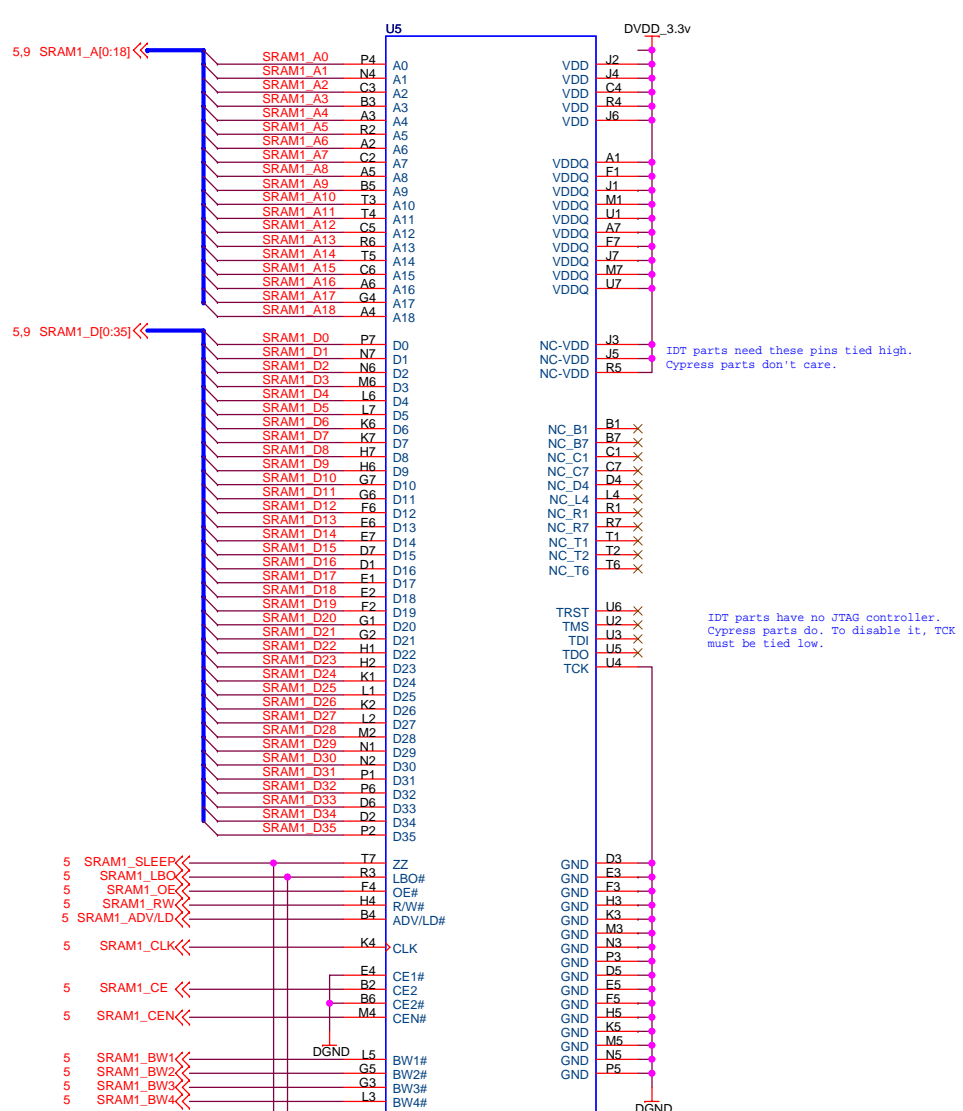 U5
DVDD_3.3v
5,9 SRAM1_A[0:18]
SRAM1_A0 P4 A0 VDD J2
SRAM1_A1 N4 A1 VDD J4
SRAM1_A2 C3 A2 VDD C4
SRAM1_A3 B3 A3 VDD R4
SRAM1_A4 A3 A4 VDD J6
SRAM1_A5 R2 A5
SRAM1_A6 A2 A6
SRAM1_A7 C2 A7 VDDQ A1
SRAM1_A8 A5 A8 VDDQ F1
SRAM1_A9 B5 A9 VDDQ J1
SRAM1_A10 T3 A10 VDDQ M1
SRAM1_A11 T4 A11 VDDQ U1
SRAM1_A12 C5 A12 VDDQ A7
SRAM1_A13 R6 A13 VDDQ F7
SRAM1_A14 T5 A14 VDDQ J7
SRAM1_A15 C6 A15 VDDQ M7
SRAM1_A16 A6 A16 VDDQ U7
SRAM1_A17 G4 A17
SRAM1_A18 A4 A18
5,9 SRAM1_D[0:35]
SRAM1_D0 P7 D0 NC-VDD J3
SRAM1_D1 N7 D1 NC-VDD J5
SRAM1_D2 N6 D2 NC-VDD R5
IDT parts need these pins tied high.
Cypress parts don't care.
SRAM1_D3 M6 D3
SRAM1_D4 L6 D4
SRAM1_D5 L7 D5
SRAM1_D6 K6 D6 NC_B1 B1
SRAM1_D7 K7 D7 NC_B7 B7
SRAM1_D8 H7 D8 NC_C1 C1
SRAM1_D9 H6 D9 NC_C7 C7
SRAM1_D10 G7 D10 NC_D4 D4
SRAM1_D11 G6 D11 NC_L4 L4
SRAM1_D12 F6 D12 NC_R1 R1
SRAM1_D13 E6 D13 NC_R7 R7
SRAM1_D14 E7 D14 NC_T1 T1
SRAM1_D15 D7 D15 NC_T2 T2
SRAM1_D16 D1 D16 NC_T6 T6
SRAM1_D17 E1 D17
SRAM1_D18 E2 D18
SRAM1_D19 F2 D19 TRST U6
SRAM1_D20 G1 D20 TMS U2
SRAM1_D21 G2 D21 TDI U3
SRAM1_D22 H1 D22 TDO U5
SRAM1_D23 H2 D23 TCK U4
IDT parts have no JTAG controller.
Cypress parts do. To disable it, TCK
must be tied low.
SRAM1_D24 K1 D24
SRAM1_D25 L1 D25
SRAM1_D26 K2 D26
SRAM1_D27 L2 D27
SRAM1_D28 M2 D28
SRAM1_D29 N1 D29
SRAM1_D30 N2 D30
SRAM1_D31 P1 D31
SRAM1_D32 P6 D32
SRAM1_D33 D6 D33
SRAM1_D34 D2 D34
SRAM1_D35 P2 D35
5 SRAM1_SLEEP T7 ZZ GND D3
5 SRAM1_LBO R3 LBO# GND E3
5 SRAM1_OE F4 OE# GND F3
5 SRAM1_RW H4 R/W# GND H3
5 SRAM1_ADV/LD B4 ADV/LD# GND K3
GND M3
5 SRAM1_CLK K4 CLK GND N3
GND P3
E4 CE1# GND D5
5 SRAM1_CE B2 CE2 GND E5
B6 CE2# GND F5
5 SRAM1_CEN M4 CEN# GND H5
GND K5
DGND GND M5
5 SRAM1_BW1 L5 BW1# GND N5
5 SRAM1_BW2 G5 BW2# GND P5
5 SRAM1_BW3 G3 BW3#
5 SRAM1_BW4 L3 BW4#
DGND